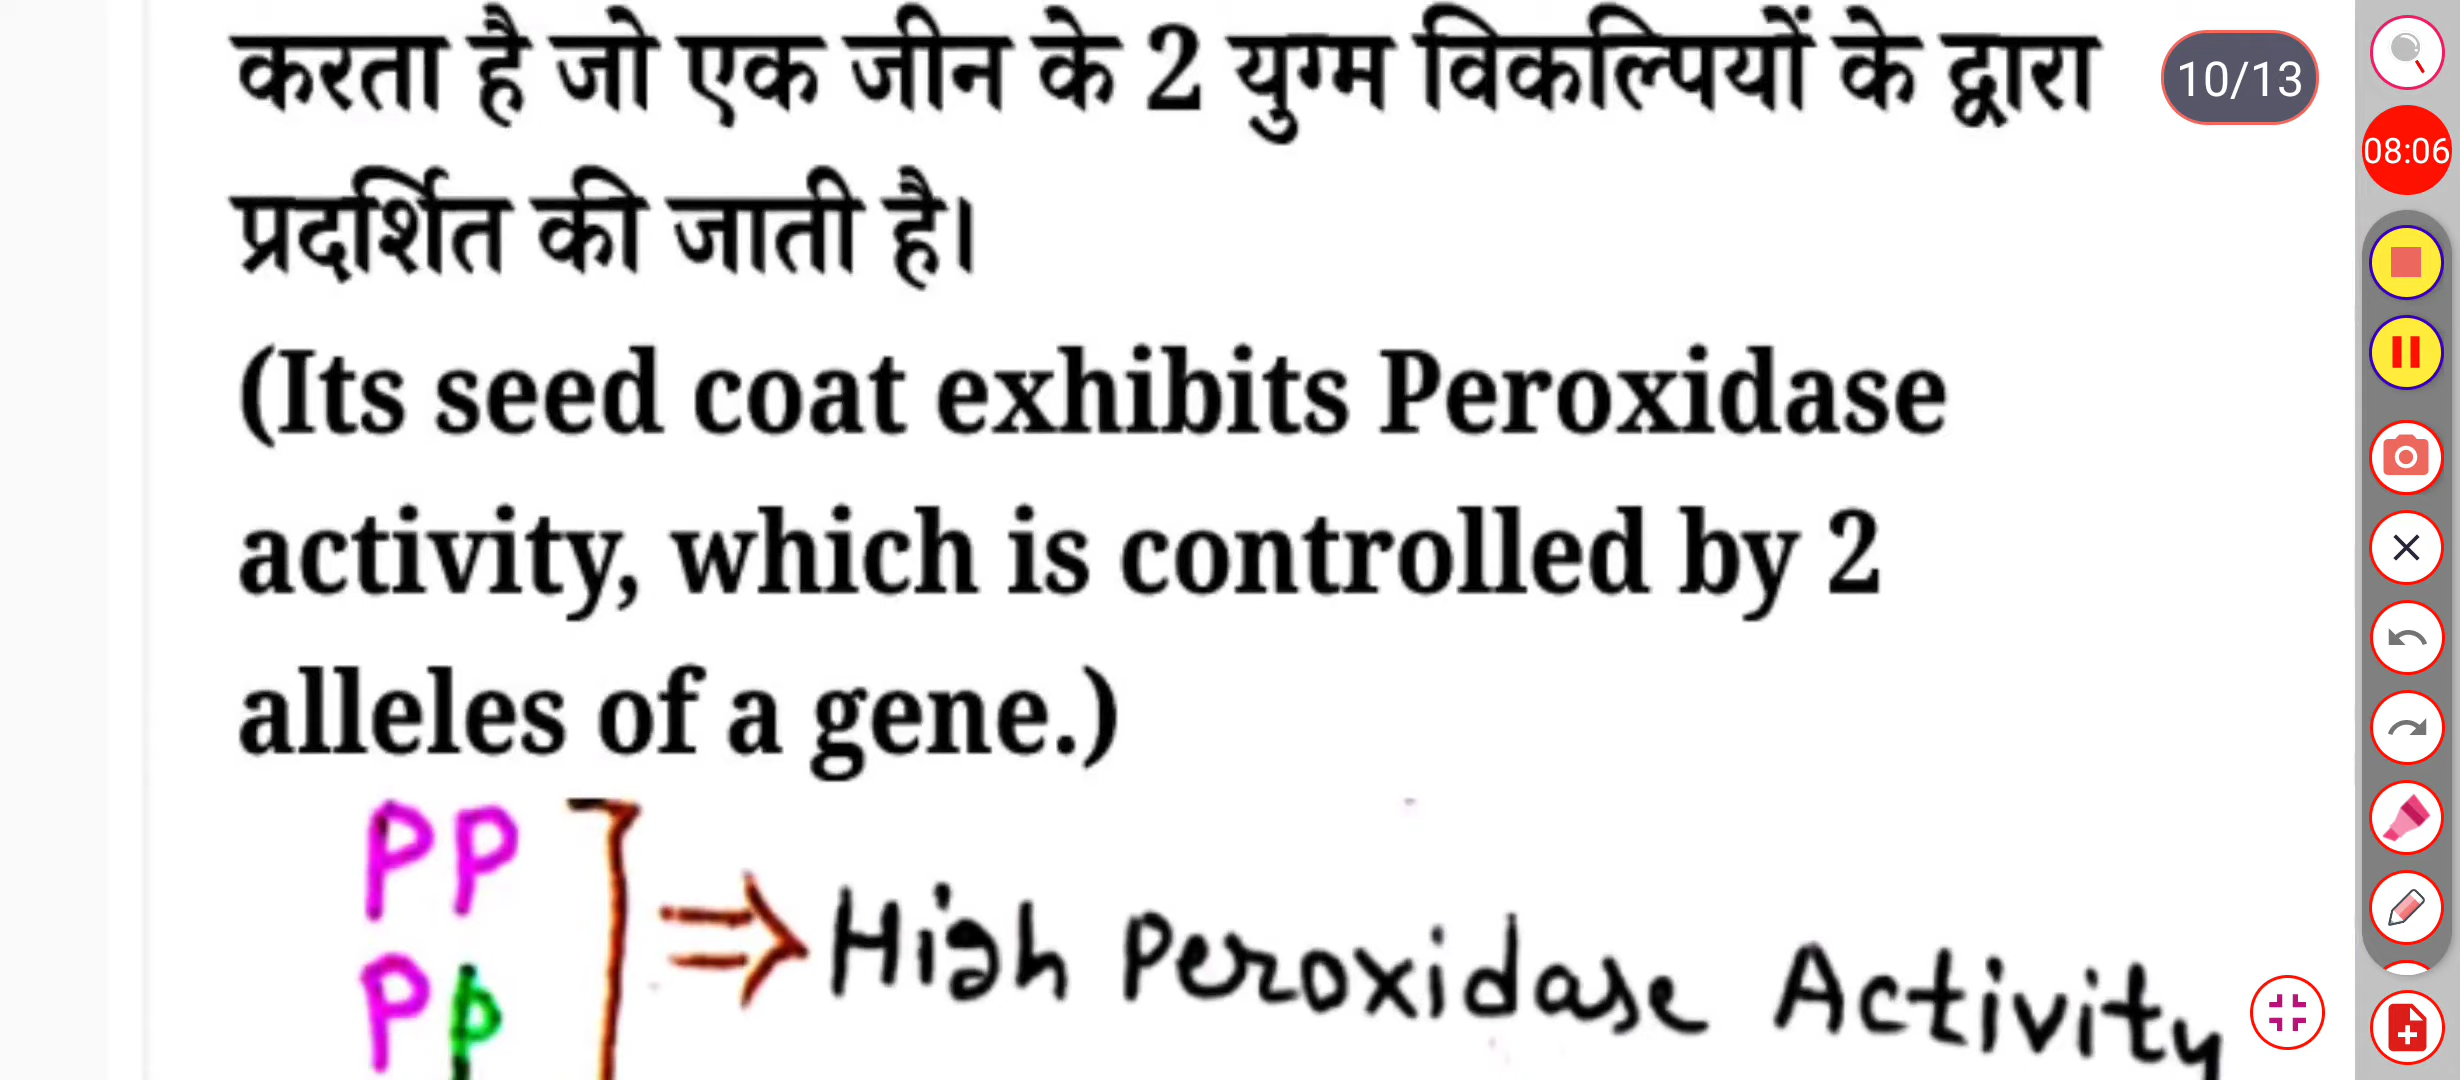 करता है जो एक जीन के 2 युग्म विकल्पियों के द्वारा
10/13
08:06
प्रदर्शित की जाती है।
(Its seed coat exhibits Peroxidase
activity, which is controlled by 2
alleles of a gene.)
PP
Pp
⇒ High Peroxidase Activity